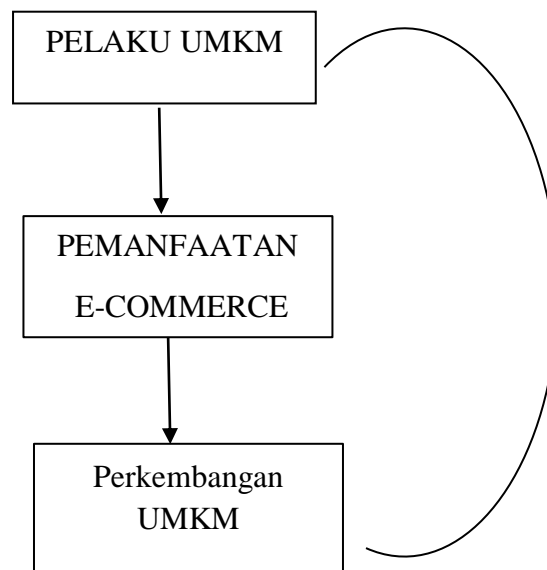 PELAKU UMKM
PEMANFAATAN
E-COMMERCE
Perkembangan
UMKM